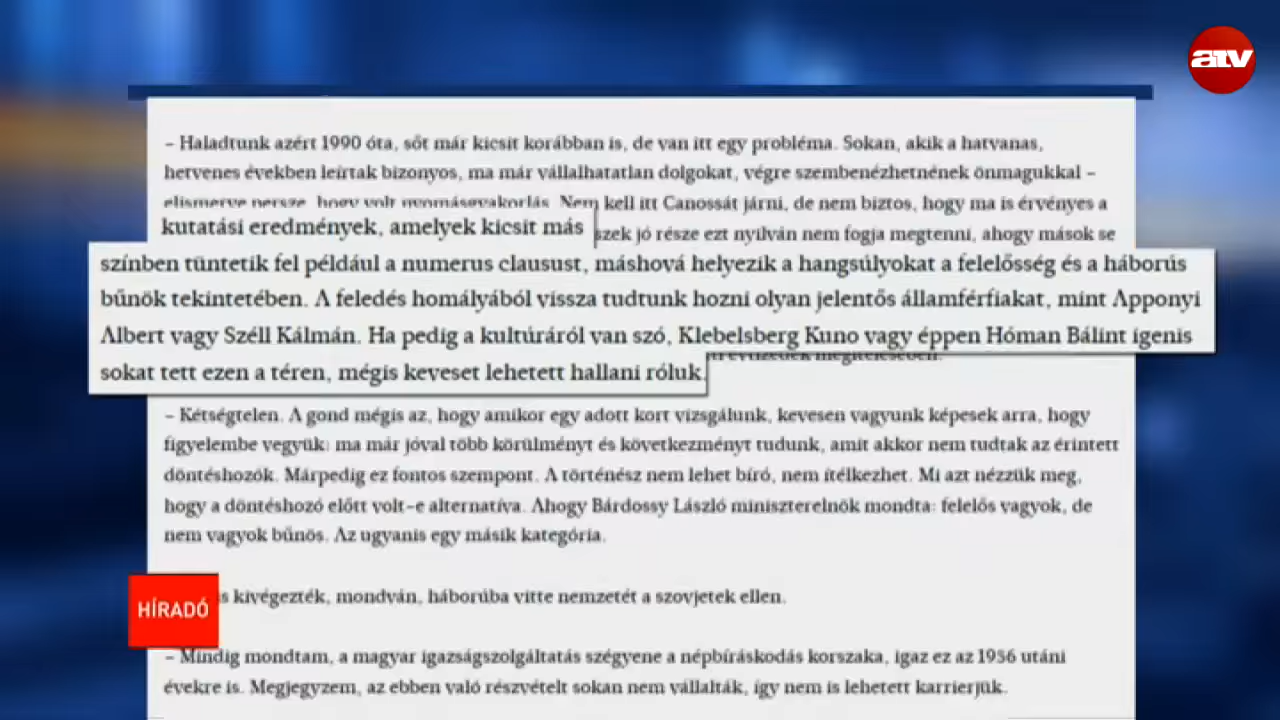 atv
– Haladtunk azért 1990 óta, sőt már kicsit korábban is, de van itt egy probléma. Sokan, akik a hatvanas,
hetvenes években leírtak bizonyos, ma már vállalhatatlan dolgokat, végre szembenézhetnének önmagukkal –
elismerve persze, hogy volt nyomásgyakorlás. Nem kell itt Canossát járni, de nem biztos, hogy ma is érvényes a
kutatási eredmények, amelyek kicsit más
szek jó része ezt nyilván nem fogja megtenni, ahogy mások se
színben tüntetik fel például a numerus clausust, máshová helyezik a hangsúlyokat a felelősség és a háborús
bűnök tekintetében. A feledés homályából vissza tudtunk hozni olyan jelentős államférfiakat, mint Apponyi
Albert vagy Széll Kálmán. Ha pedig a kultúráról van szó, Klebelsberg Kuno vagy éppen Hóman Bálint igenis
sokat tett ezen a téren, mégis keveset lehetett hallani róluk.
– Kétségtelen. A gond mégis az, hogy amikor egy adott kort vizsgálunk, kevesen vagyunk képesek arra, hogy
figyelembe vegyük: ma már jóval több körülményt és következményt tudunk, amit akkor nem tudtak az érintett
döntéshozók. Márpedig ez fontos szempont. A történész nem lehet bíró, nem ítélkezhet. Mi azt nézzük meg,
hogy a döntéshozó előtt volt-e alternatíva. Ahogy Bárdossy László miniszterelnök mondta: felelős vagyok, de
nem vagyok bűnös. Az ugyanis egy másik kategória.
s kivégezték, mondván, háborúba vitte nemzetét a szovjetek ellen.
HÍRADÓ
– Mindig mondtam, a magyar igazságszolgáltatás szégyene a népbíráskodás korszaka, igaz ez az 1956 utáni
évekre is. Megjegyzem, az ebben való részvételt sokan nem vállalták, így nem is lehetett karrierjük.